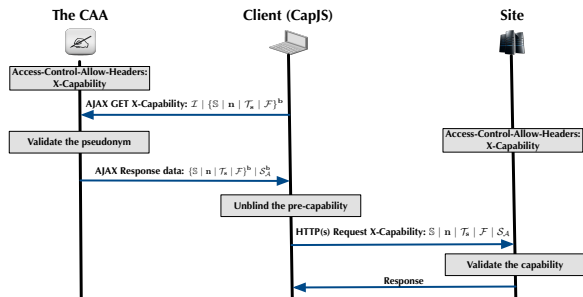 The CAA
Client (CapJS)
Site
Access-Control-Allow-Headers:
X-Capability
AJAX GET X-Capability: ℐ | {𝕊 | n | 𝒯ₛ | ℱ}ᵇ
Access-Control-Allow-Headers:
X-Capability
Validate the pseudonym
AJAX Response data: {𝕊 | n | 𝒯ₛ | ℱ}ᵇ | 𝒮ᵇ_𝒜
Unblind the pre-capability
HTTP(s) Request X-Capability: 𝕊 | n | 𝒯ₛ | ℱ | 𝒮_𝒜
Validate the capability
Response